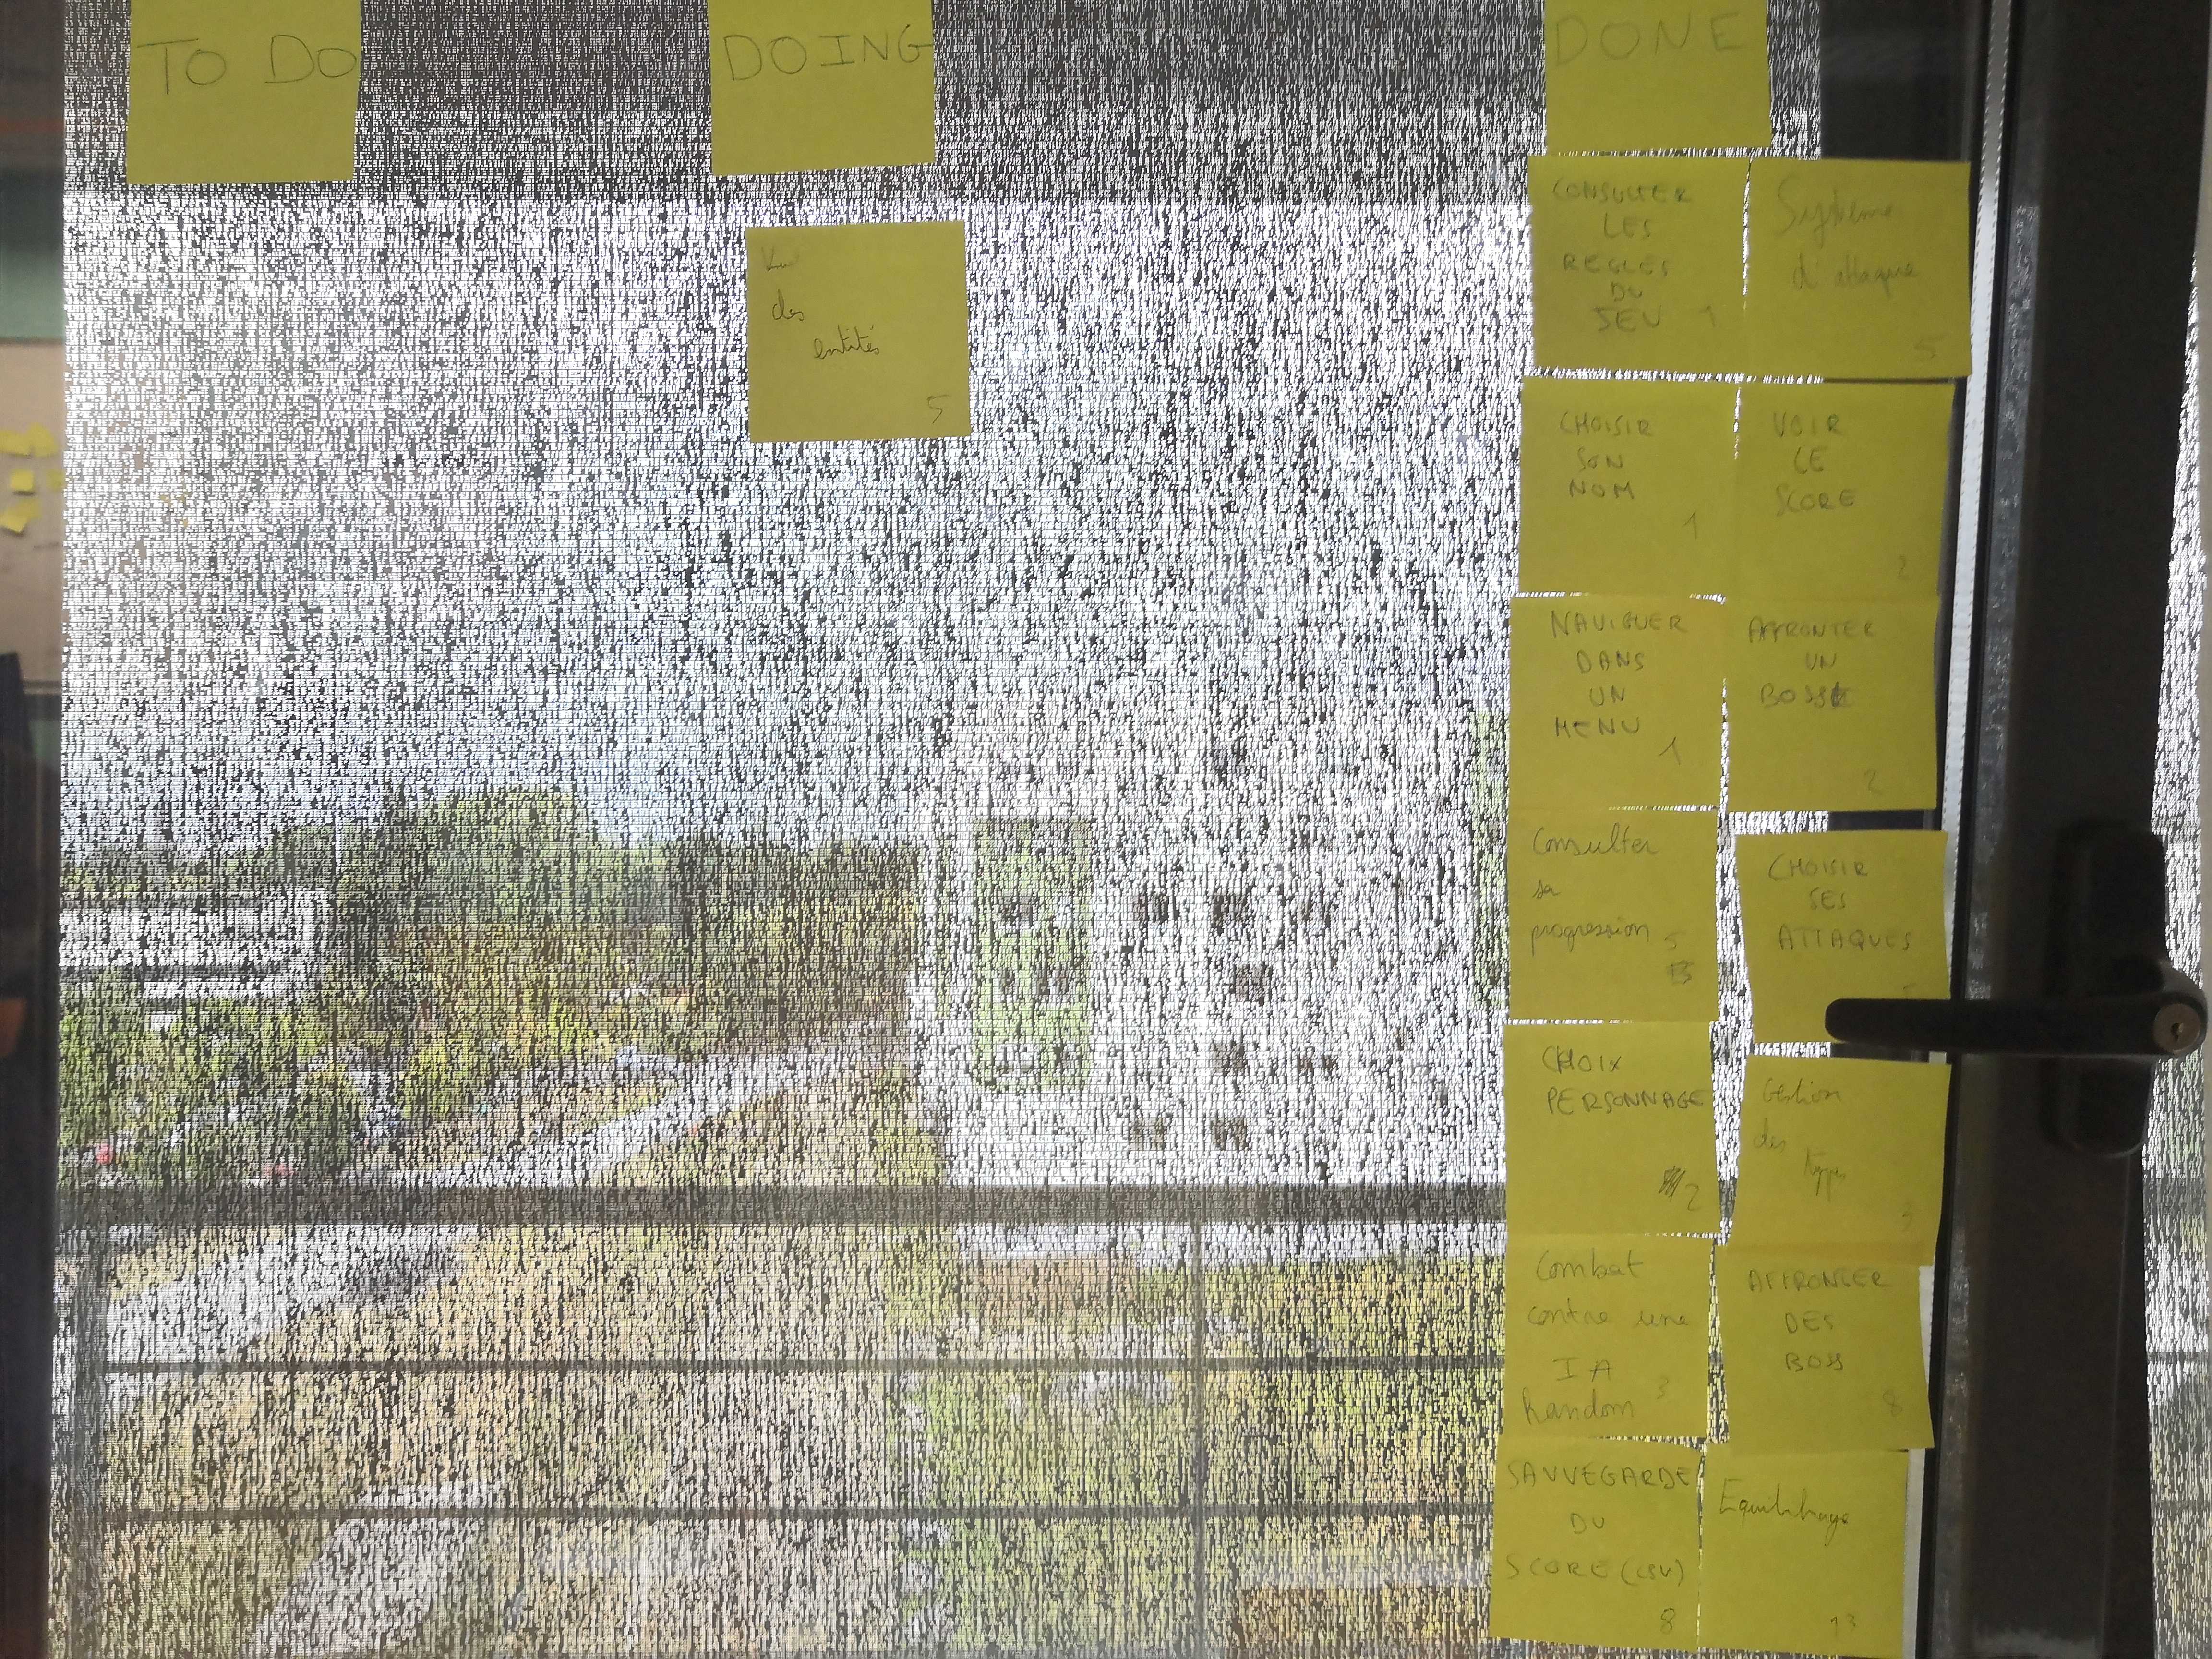 TO DO
DOING
DONE
des
entités
5
CONSULTER
LES
REGLES
DU
JEU 1
Système
d'attaque
5
CHOISIR
SON
NOM
1
VOIR
LE
SCORE
2
NAVIGUER
DANS
UN
MENU
1
AFFRONTER
UN
BOSS
2
Consulter
sa
progression 5
CHOISIR
SES
ATTAQUES
CHOIX
PERSONNAGE
2
Gestion
des
types
3
Combat
contre une
IA 3
Random
AFFRONTER
DES
BOSS
8
SAUVEGARDE
DU
SCORE (CSV)
8
Equilibrage
13